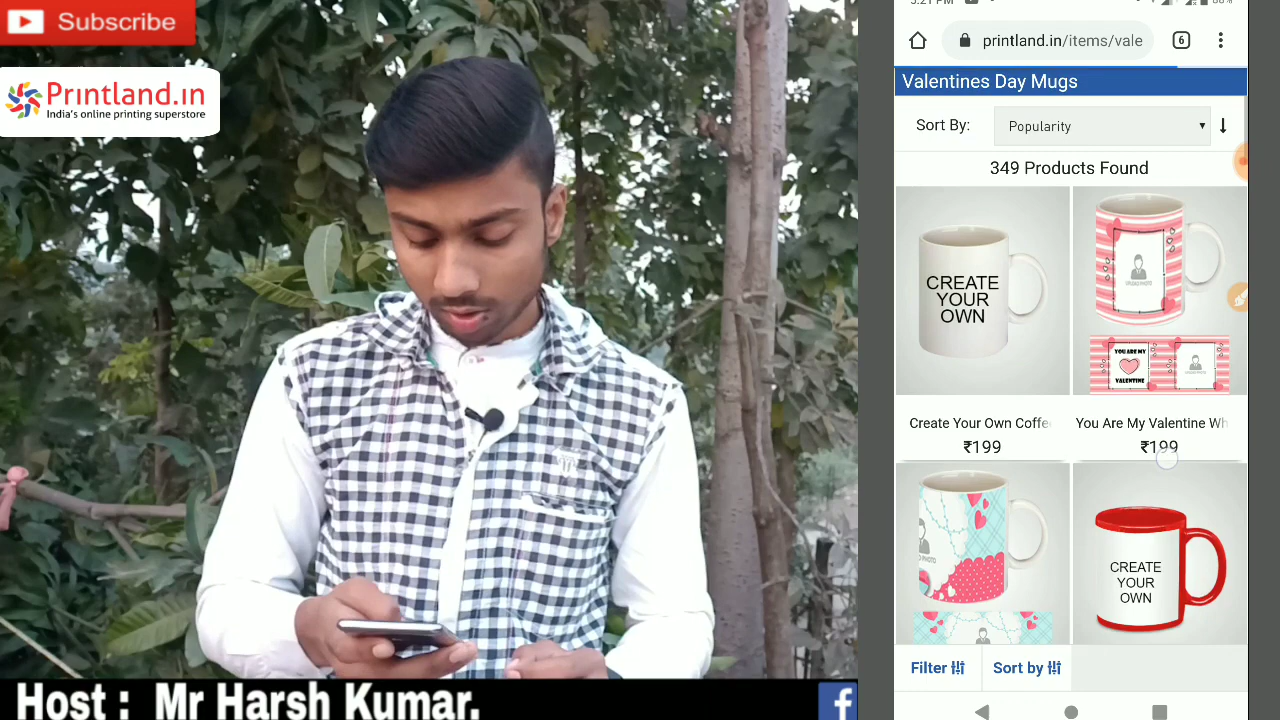 Subscribe
Printland.in
India's online printing superstore
Host : Mr Harsh Kumar.
f
printland.in/items/vale
6
Valentines Day Mugs
Sort By:
Popularity
349 Products Found
CREATE
YOUR
OWN
YOU ARE MY
VALENTINE
Create Your Own Coffe
You Are My Valentine Wh
₹199
₹199
CREATE
YOUR
OWN
Filter
Sort by